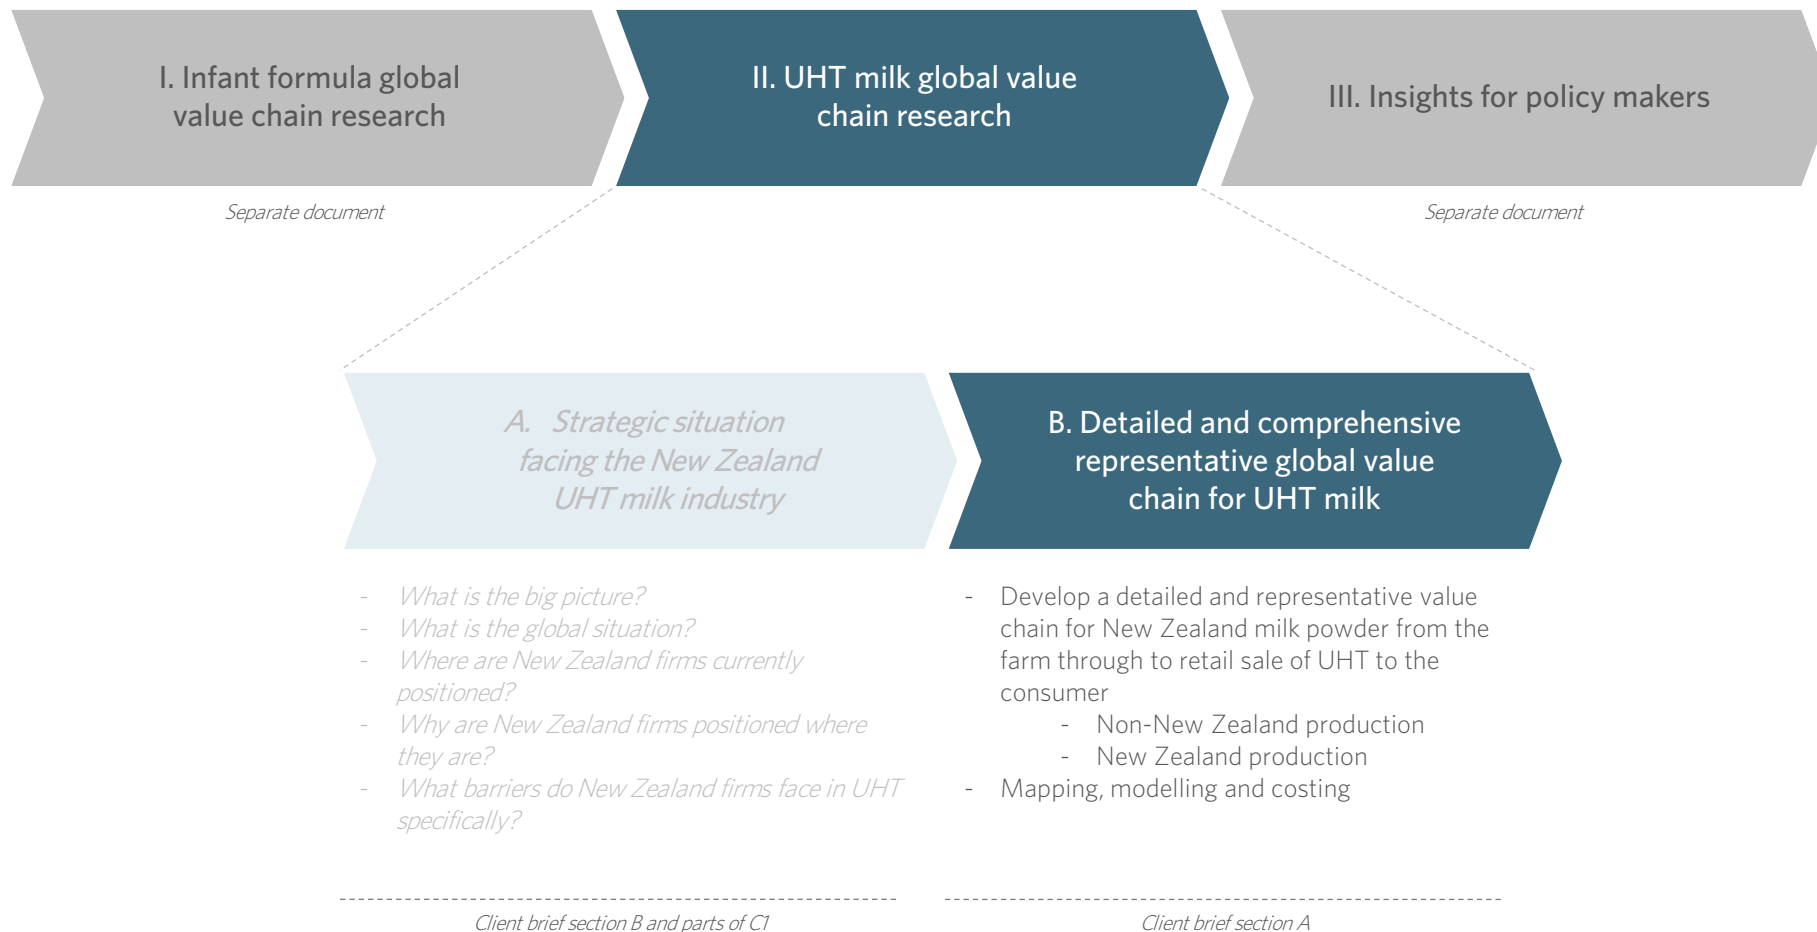 I. Infant formula global
value chain research
II. UHT milk global value
chain research
III. Insights for policy makers
Separate document
Separate document
A. Strategic situation
facing the New Zealand
UHT milk industry
B. Detailed and comprehensive
representative global value
chain for UHT milk
- What is the big picture?
- What is the global situation?
- Where are New Zealand firms currently
positioned?
- Why are New Zealand firms positioned where
they are?
- What barriers do New Zealand firms face in UHT
specifically?
- Develop a detailed and representative value
chain for New Zealand milk powder from the
farm through to retail sale of UHT to the
consumer
- Non-New Zealand production
- New Zealand production
- Mapping, modelling and costing
Client brief section B and parts of C1
Client brief section A